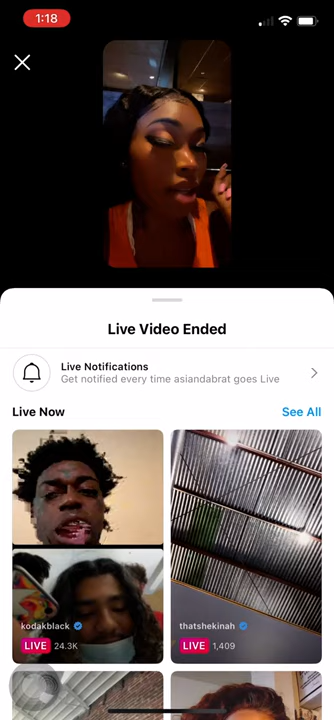 1:18
Live Video Ended
Live Notifications
Get notified every time asiandabrat goes Live
Live Now
See All
kodakblack
LIVE 24.3K
thatshekinah
LIVE 1,409